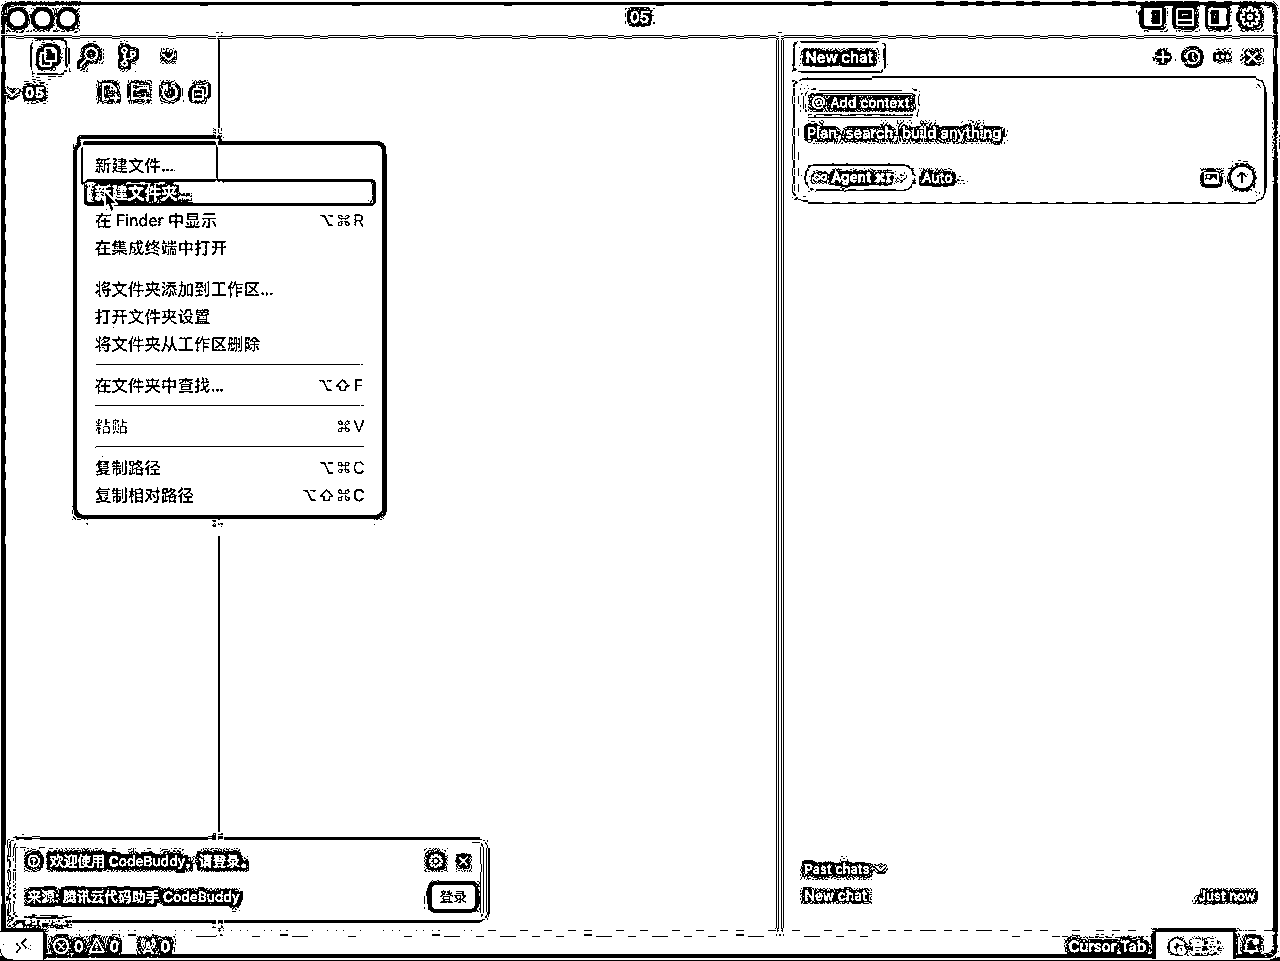 05
New chat
05
@ Add context
Plan, search, build anything
Agent
Auto
新建文件...
新建文件夹...
在 Finder 中显示 ⌥⌘R
在集成终端中打开
将文件夹添加到工作区...
打开文件夹设置
将文件夹从工作区删除
在文件夹中查找... ⌥⇧F
粘贴 ⌘V
复制路径 ⌥⌘C
复制相对路径 ⌥⇧⌘C
欢迎使用 CodeBuddy，请登录。
来源: 腾讯云代码助手 CodeBuddy
登录
Past chats
New chat Just now
0 0 0
Cursor Tab
登录